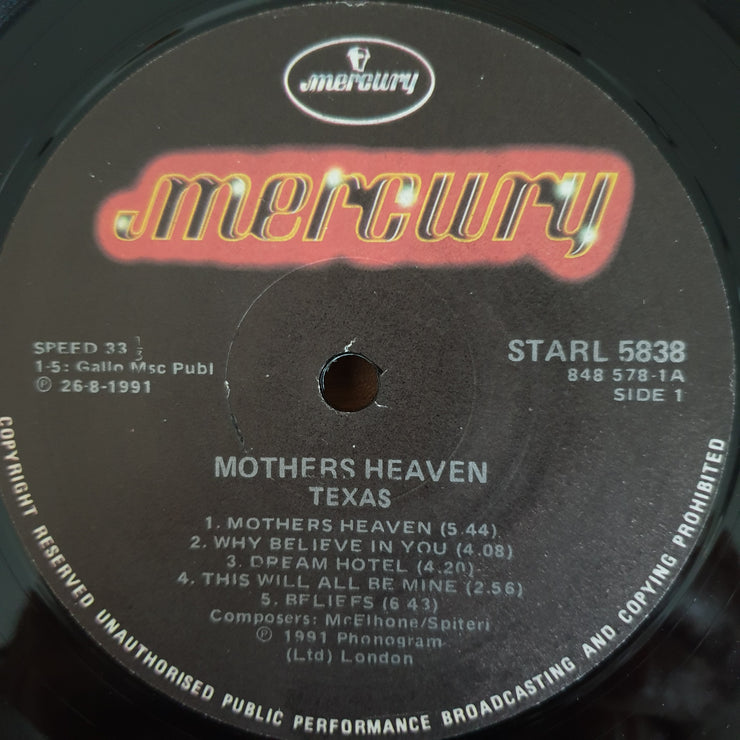 mercury
mercury
SPEED 33 1/3
1-5: Gallo Msc Publ
℗ 26-8-1991
STARL 5838
848 578-1A
SIDE 1
MOTHERS HEAVEN
TEXAS
1. MOTHERS HEAVEN (5.44)
2. WHY BELIEVE IN YOU (4.08)
3. DREAM HOTEL (4.20)
4. THIS WILL ALL BE MINE (2.56)
5. BELIEFS (6 43)
Composers: McElhone/Spiteri
℗ 1991 Phonogram
(Ltd) London
COPYRIGHT RESERVED UNAUTHORISED PUBLIC PERFORMANCE BROADCASTING AND COPYING PROHIBITED